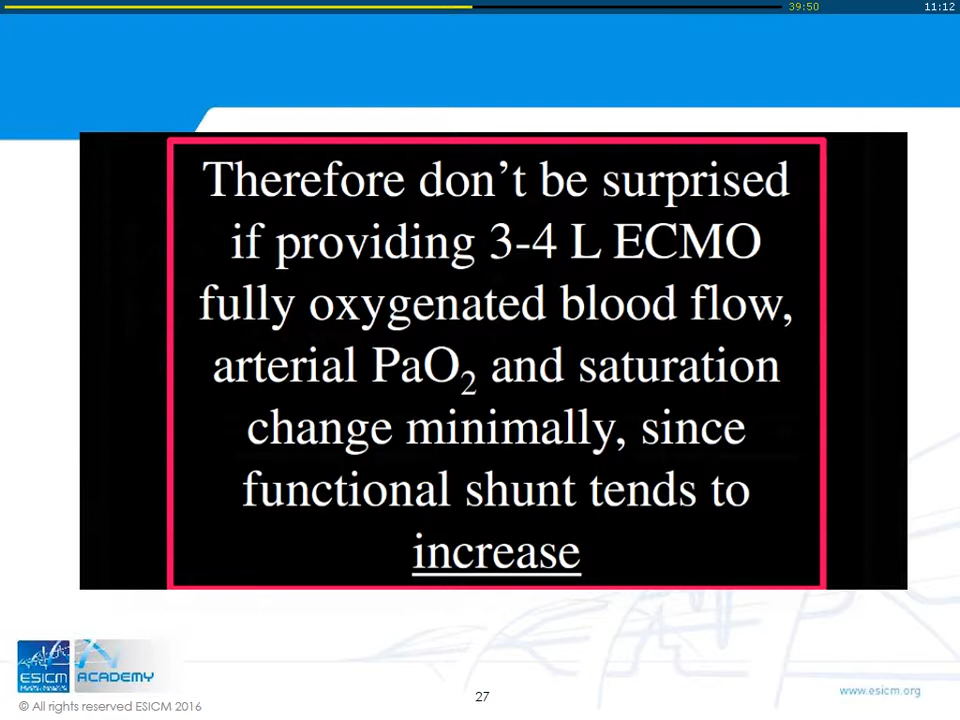 39:50
11:12
Therefore don’t be surprised
if providing 3-4 L ECMO
fully oxygenated blood flow,
arterial PaO₂ and saturation
change minimally, since
functional shunt tends to
increase
ESICM
ACADEMY
© All rights reserved ESICM 2016
27
www.esicm.org